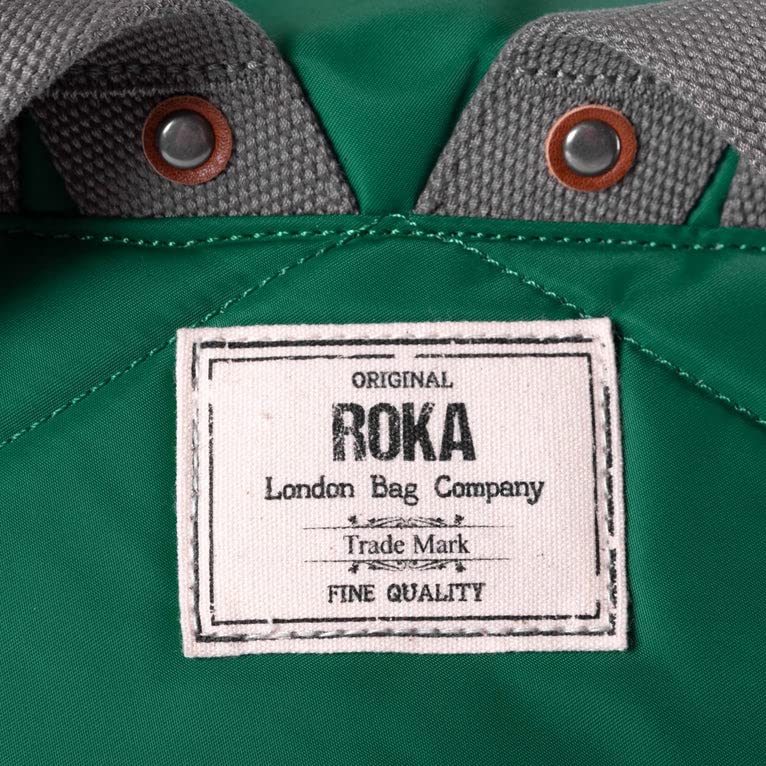 ORIGINAL
ROKA
London Bag Company
Trade Mark
FINE QUALITY